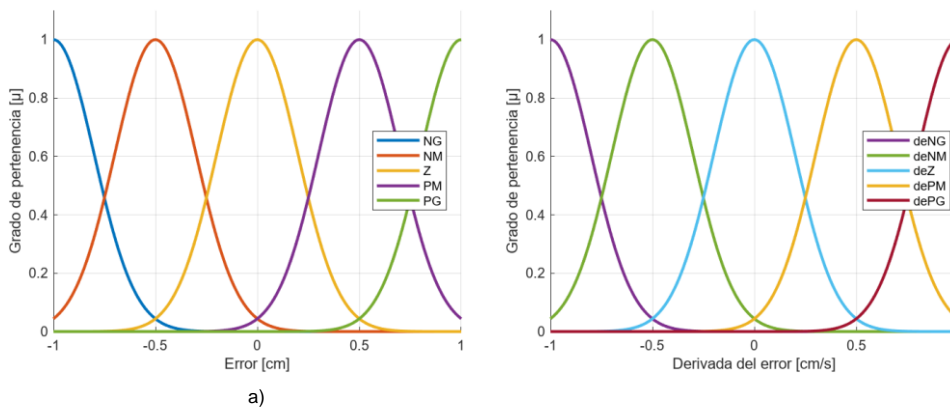 Grado de pertenencia [μ]
1
0.8
0.6
0.4
0.2
0
-1
-0.5
0
0.5
1
Error [cm]
NG
NM
Z
PM
PG
a)
Grado de pertenencia [μ]
1
0.8
0.6
0.4
0.2
0
-1
-0.5
0
0.5
Derivada del error [cm/s]
deNG
deNM
deZ
dePM
dePG